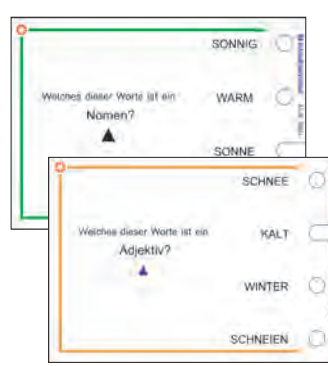 SONNIG
Welches dieser Worte ist ein
Nomen?
WARM
SONNE
SCHNEE
Welches dieser Worte ist ein
Adjektiv?
KALT
WINTER
SCHNEIEN